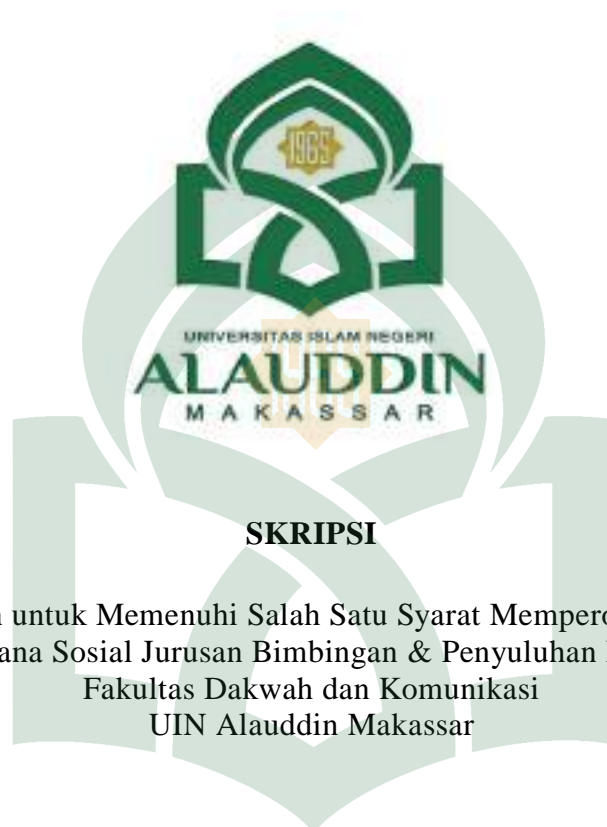 1965
UNIVERSITAS ISLAM NEGERI
ALAUDDIN
MAKASSAR
SKRIPSI
untuk Memenuhi Salah Satu Syarat
Sosial Jurusan Bimbingan & Penyuluhan
Fakultas Dakwah dan Komunikasi
UIN Alauddin Makassar